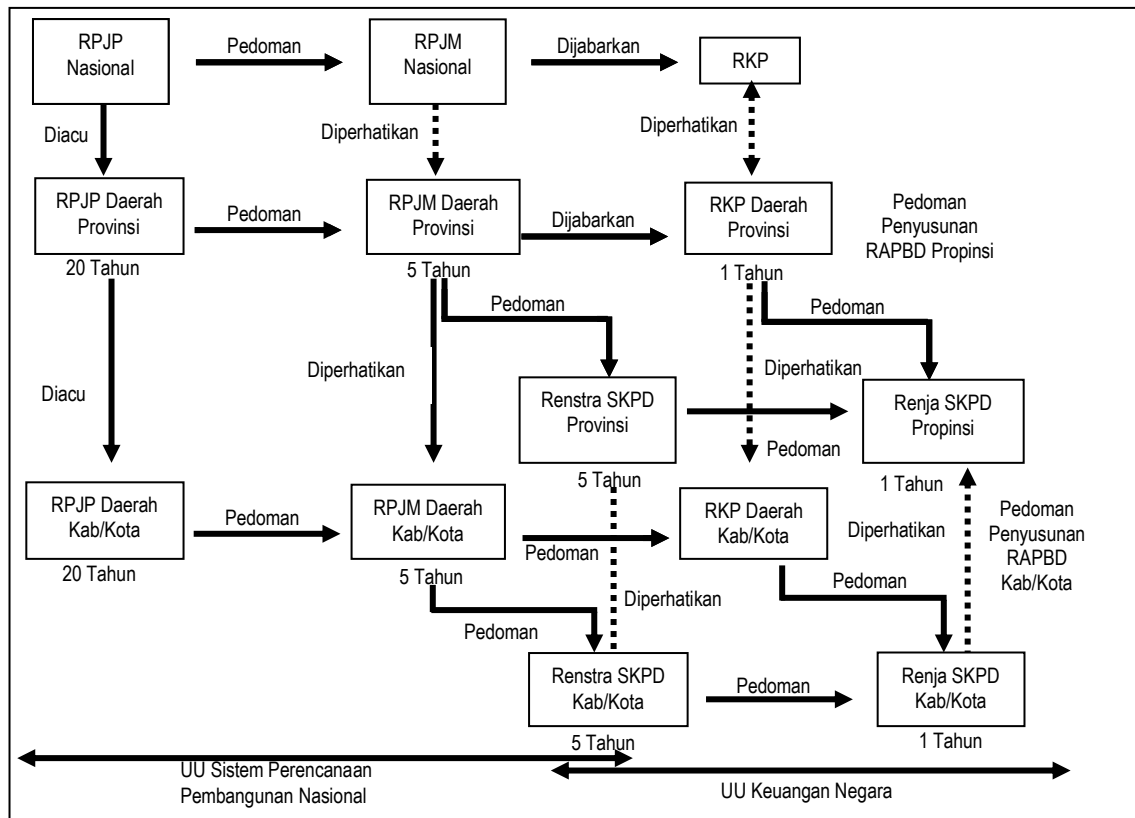 RPJP
Nasional
Pedoman
RPJM
Nasional
Dijabarkan
RKP
Diacu
Diperhatikan
Diperhatikan
RPJP Daerah
Provinsi
Pedoman
RPJM Daerah
Provinsi
Dijabarkan
RKP Daerah
Provinsi
Pedoman
Penyusunan
RAPBD Propinsi
20 Tahun
5 Tahun
1 Tahun
Pedoman
Pedoman
Diacu
Diperhatikan
Diperhatikan
Renstra SKPD
Provinsi
Renja SKPD
Propinsi
Pedoman
5 Tahun
1 Tahun
RPJP Daerah
Kab/Kota
Pedoman
RPJM Daerah
Kab/Kota
Pedoman
RKP Daerah
Kab/Kota
Diperhatikan
Pedoman
Penyusunan
RAPBD
Kab/Kota
20 Tahun
5 Tahun
Pedoman
Diperhatikan
Pedoman
Renstra SKPD
Kab/Kota
Pedoman
Renja SKPD
Kab/Kota
5 Tahun
1 Tahun
UU Sistem Perencanaan
Pembangunan Nasional
UU Keuangan Negara